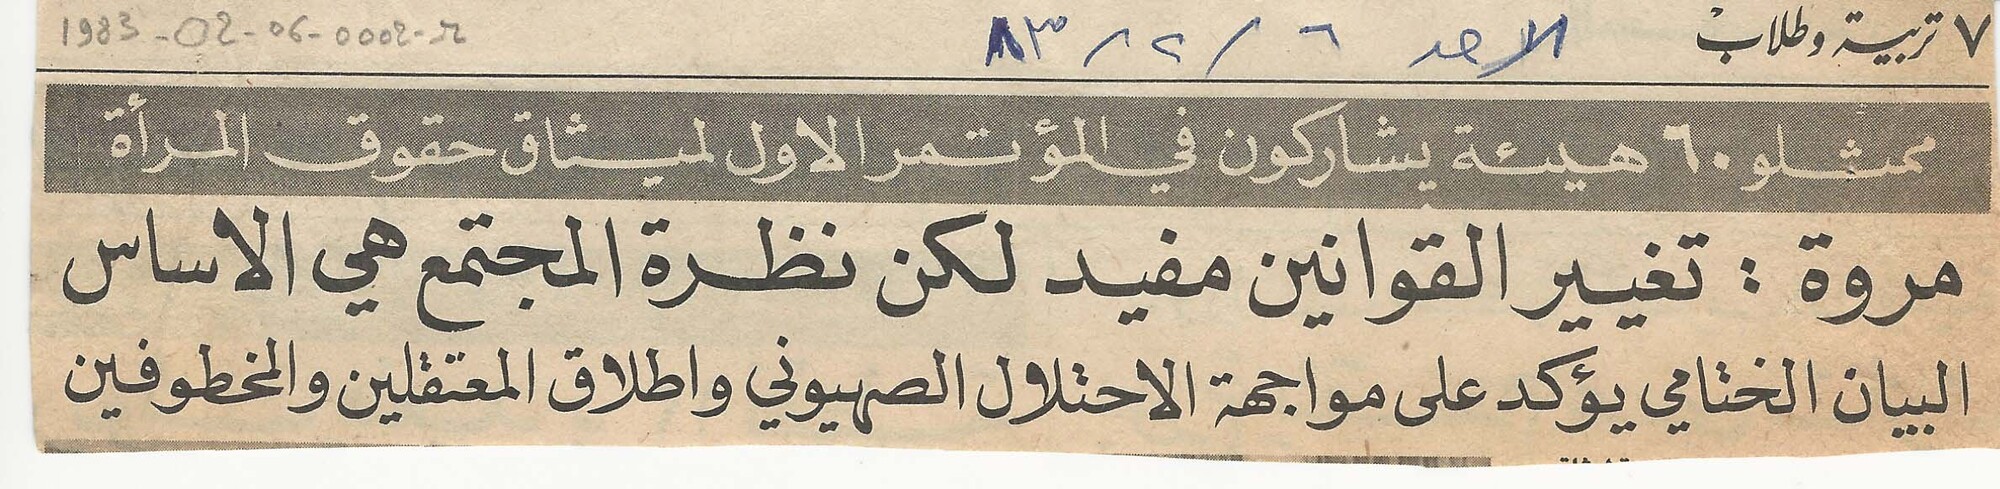 ٧ تربية وطلاب
الاحد ٦ / ٢ / ٨٣
1983-02-06-0002-
ممثلو ٦٠ هيئة يشاركون في المؤتمر الاول لميثاق حقوق المرأة
مروة : تغيير القوانين مفيد لكن نظرة المجتمع هي الاساس
البيان الختامي يؤكد على مواجهة الاحتلال الصهيوني واطلاق المعتقلين والمخطوفين